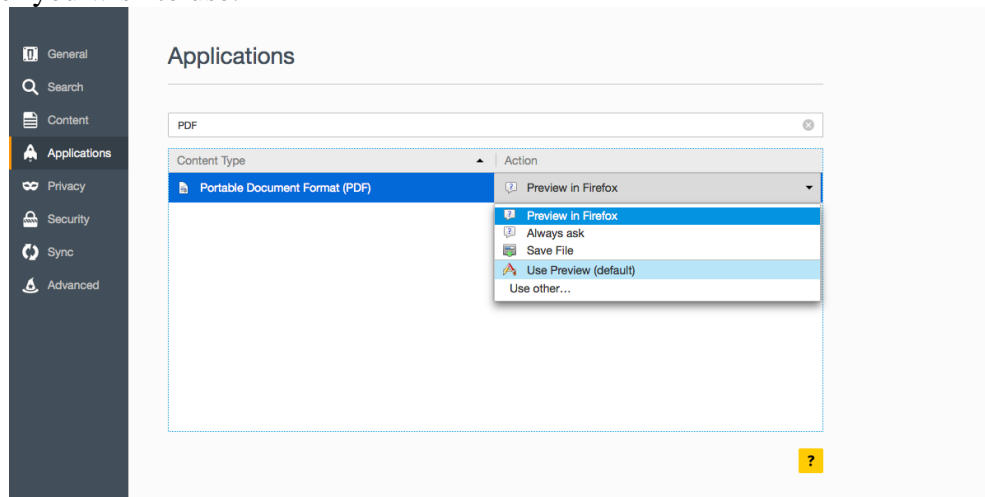 General
Search
Content
Applications
Privacy
Security
Sync
Advanced
Applications
PDF
Content Type Action
Portable Document Format (PDF) Preview in Firefox
Preview in Firefox
Always ask
Save File
Use Preview (default)
Use other...
?